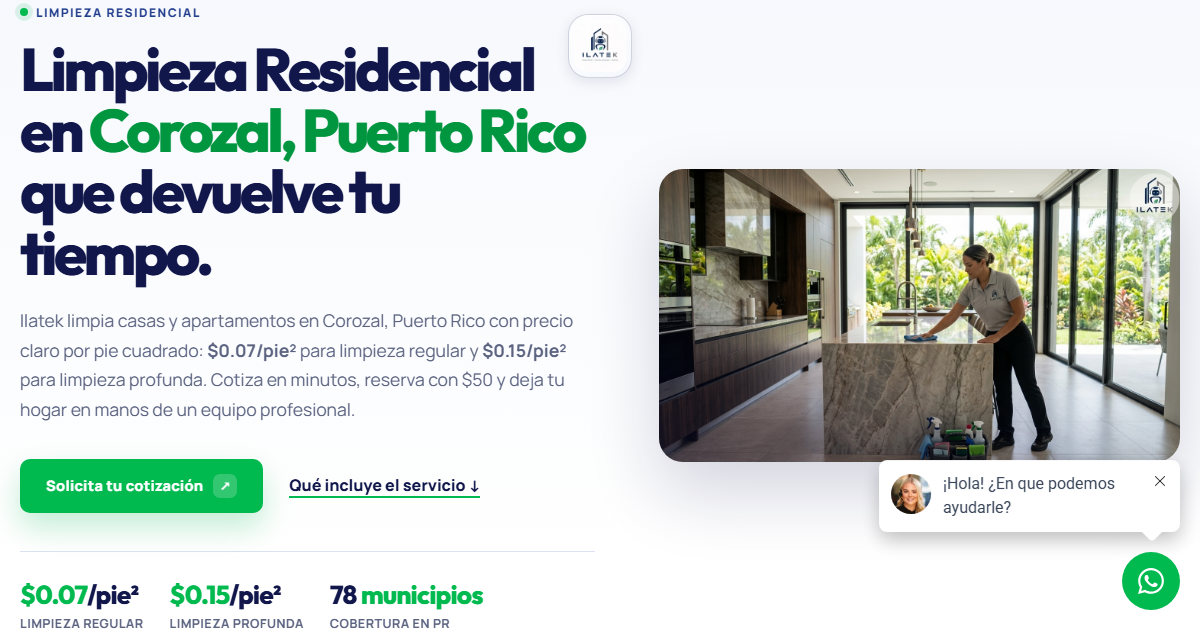 LIMPIEZA RESIDENCIAL
ILATEK
Limpieza Residencial
en Corozal, Puerto Rico
que devuelve tu
tiempo.
Ilatek limpia casas y apartamentos en Corozal, Puerto Rico con precio
claro por pie cuadrado: $0.07/pie² para limpieza regular y $0.15/pie²
para limpieza profunda. Cotiza en minutos, reserva con $50 y deja tu
hogar en manos de un equipo profesional.
Solicita tu cotización ↗
Qué incluye el servicio ↓
ILATEK
¡Hola! ¿En que podemos
ayudarle?
$0.07/pie² $0.15/pie² 78 municipios
LIMPIEZA REGULAR LIMPIEZA PROFUNDA COBERTURA EN PR